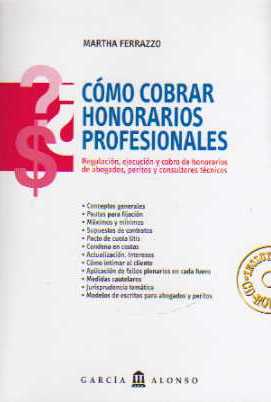 MARTHA FERRAZZO
CÓMO COBRAR
HONORARIOS
PROFESIONALES
Regulación, ejecución y cobro de honorarios
de abogados, peritos y consultores técnicos
• Conceptos generales
• Pautas para fijación
• Máximos y mínimos
• Supuestos de contratos
• Pacto de cuota litis
• Condena en costas
• Actualización. Intereses
• Cómo intimar al cliente
• Aplicación de fallos plenarios en cada fuero
• Medidas cautelares
• Jurisprudencia temática
• Modelos de escritos para abogados y peritos
INCLUYE
CD-ROM
GARCÍA ALONSO